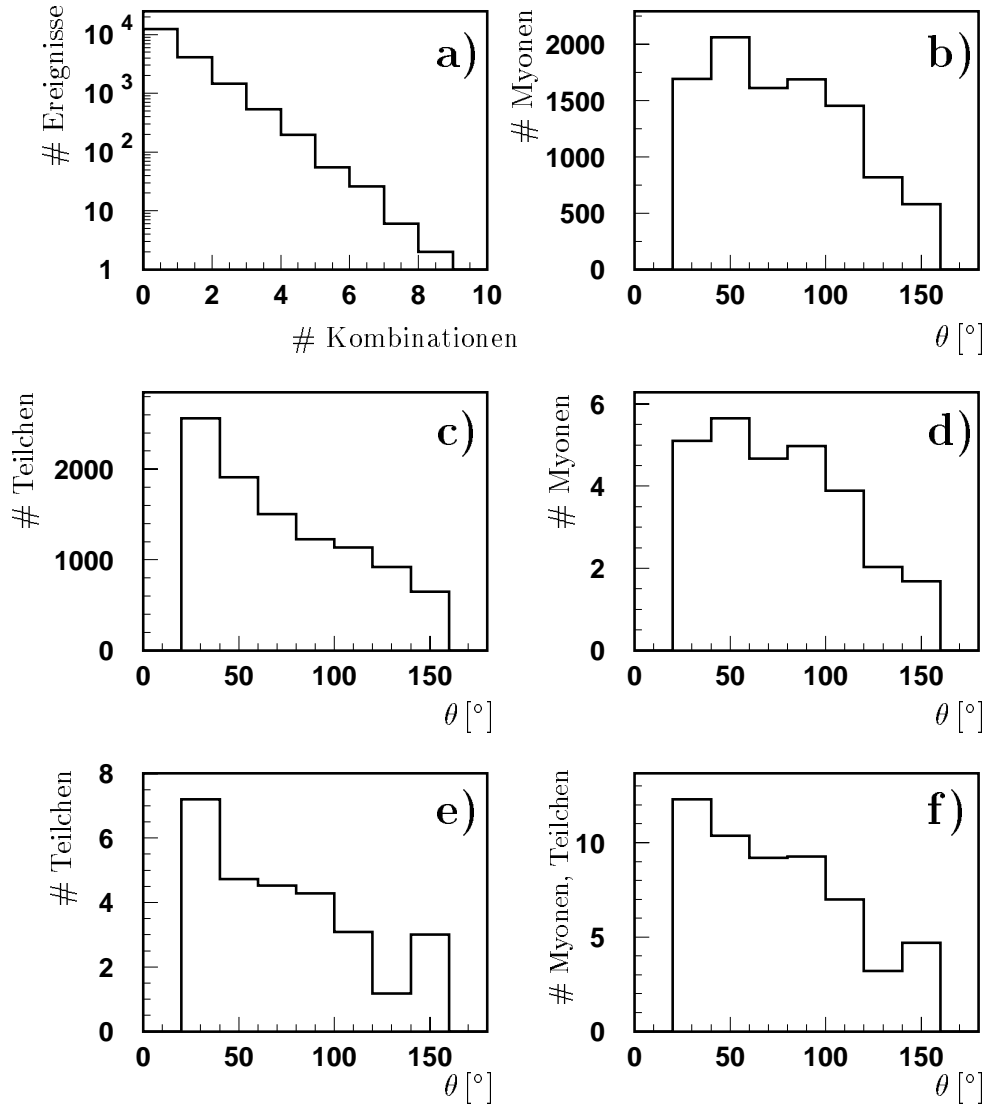 # Ereignisse
10^4
10^3
10^2
10
1
0 2 4 6 8 10
# Kombinationen
a)
# Myonen
2000
1500
1000
500
0
0 50 100 150
θ [°]
b)
# Teilchen
2000
1000
0
0 50 100 150
θ [°]
c)
# Myonen
6
4
2
0
0 50 100 150
θ [°]
d)
# Teilchen
8
6
4
2
0
0 50 100 150
θ [°]
e)
# Myonen, Teilchen
10
5
0
0 50 100 150
θ [°]
f)